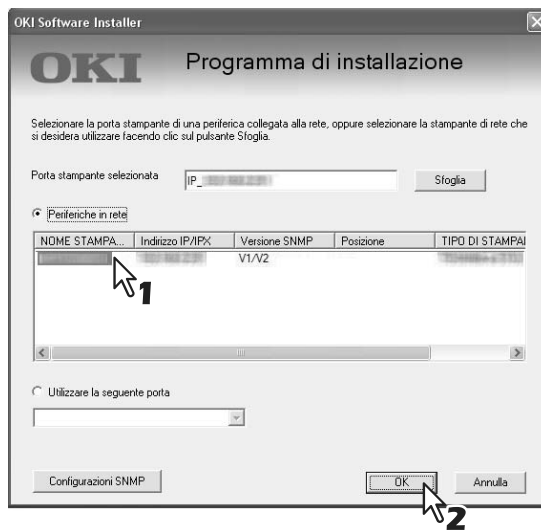 OKI Software Installer
OKI Programma di installazione
Selezionare la porta stampante di una periferica collegata alla rete, oppure selezionare la stampante di rete che
si desidera utilizzare facendo clic sul pulsante Sfoglia.
Porta stampante selezionata IP_ Sfoglia
Periferiche in rete
NOME STAMPA... Indirizzo IP/IPX Versione SNMP Posizione TIPO DI STAMPA
V1/V2
1
Utilizzare la seguente porta
Configurazioni SNMP OK Annulla
2